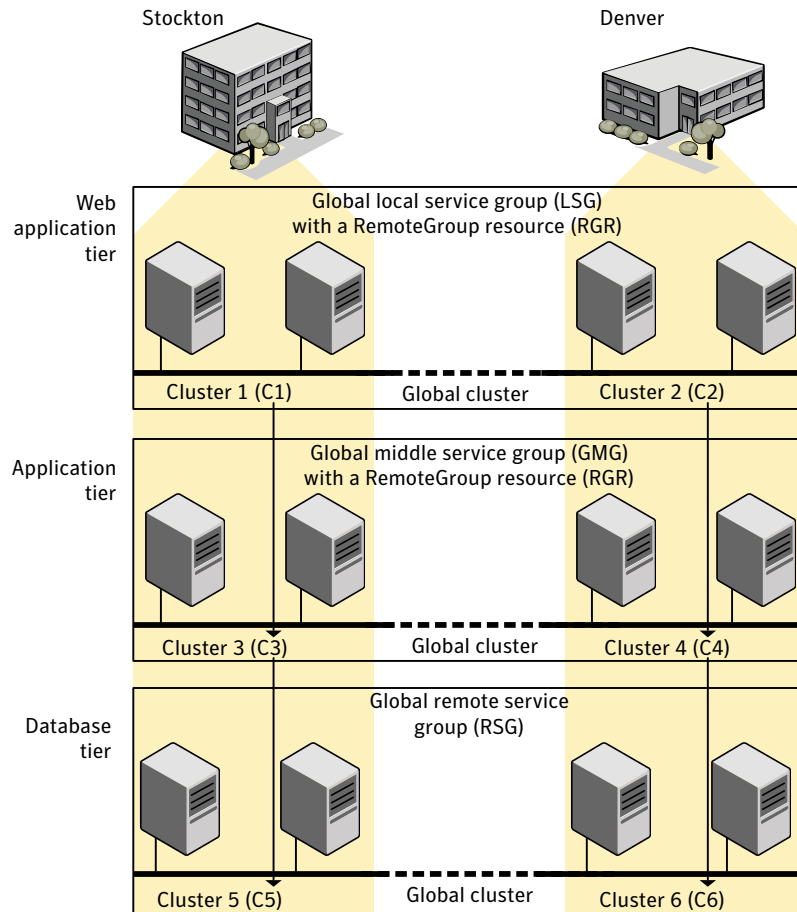 Stockton
Denver
Web
application
tier
Global local service group (LSG)
with a RemoteGroup resource (RGR)
Cluster 1 (C1)
Global cluster
Cluster 2 (C2)
Application
tier
Global middle service group (GMG)
with a RemoteGroup resource (RGR)
Cluster 3 (C3)
Global cluster
Cluster 4 (C4)
Database
tier
Global remote service
group (RSG)
Cluster 5 (C5)
Global cluster
Cluster 6 (C6)